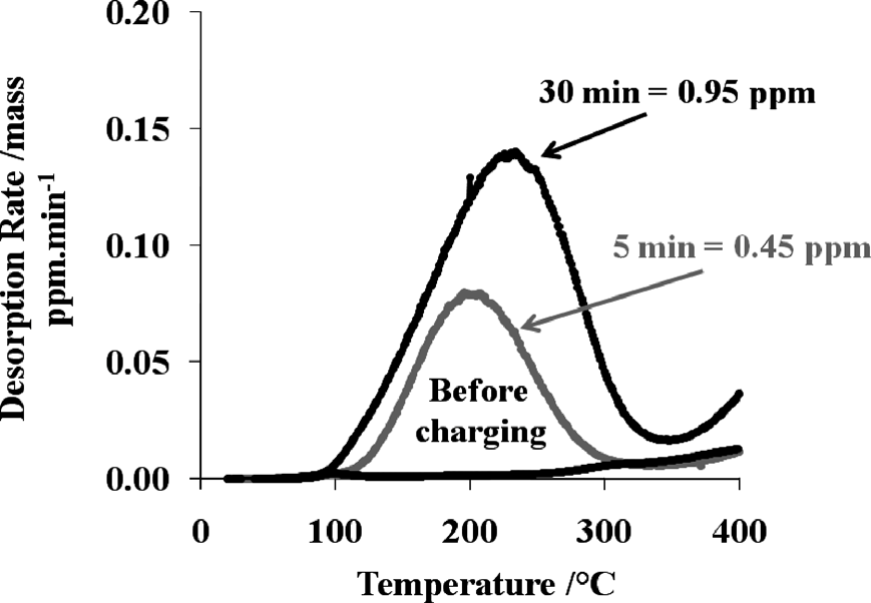 Desorption Rate /mass
ppm.min⁻¹
0.20
0.15
0.10
0.05
0.00
30 min = 0.95 ppm
5 min = 0.45 ppm
Before
charging
0 100 200 300 400
Temperature /°C